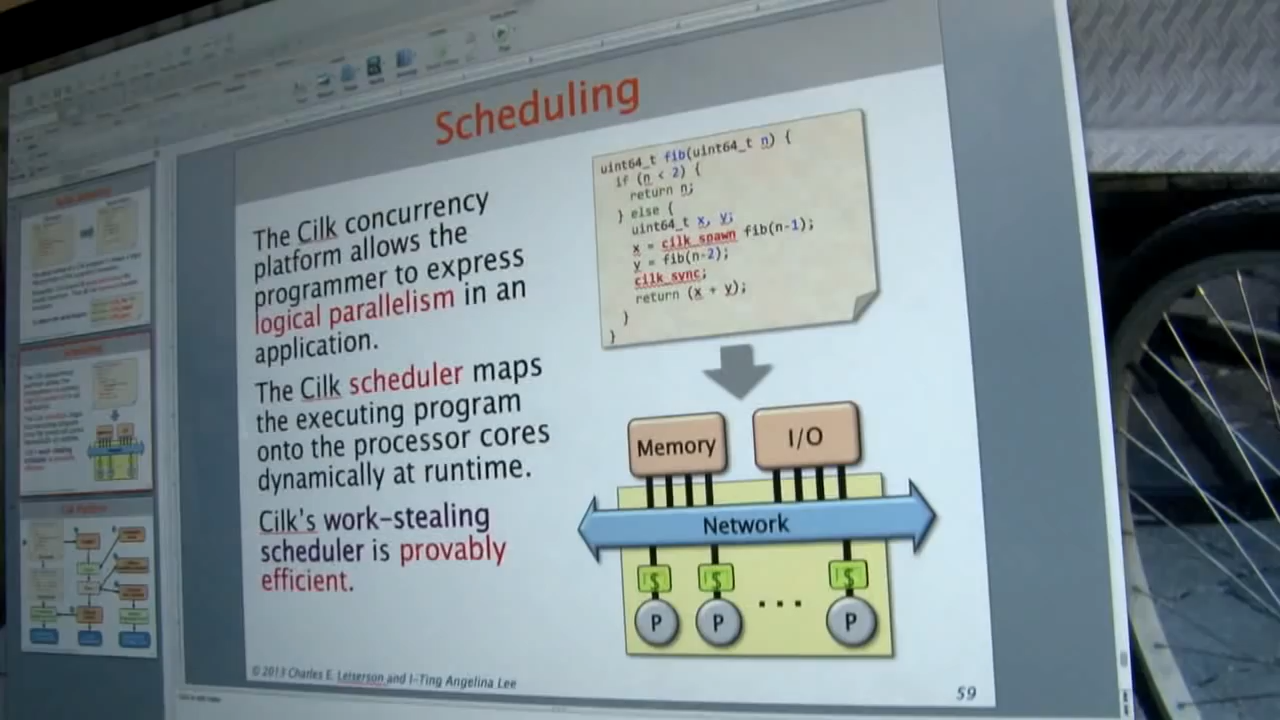 Scheduling
The Cilk concurrency
platform allows the
programmer to express
logical parallelism in an
application.
The Cilk scheduler maps
the executing program
onto the processor cores
dynamically at runtime.
Cilk's work-stealing
scheduler is provably
efficient.
uint64_t fib(uint64_t n) {
if (n < 2) {
return n;
} else {
uint64_t x, y;
x = cilk_spawn fib(n-1);
y = fib(n-2);
cilk_sync;
return (x + y);
}
}
Memory
I/O
Network
$ $ $
P P ... P
© 2013 Charles E. Leiserson and I-Ting Angelina Lee
59